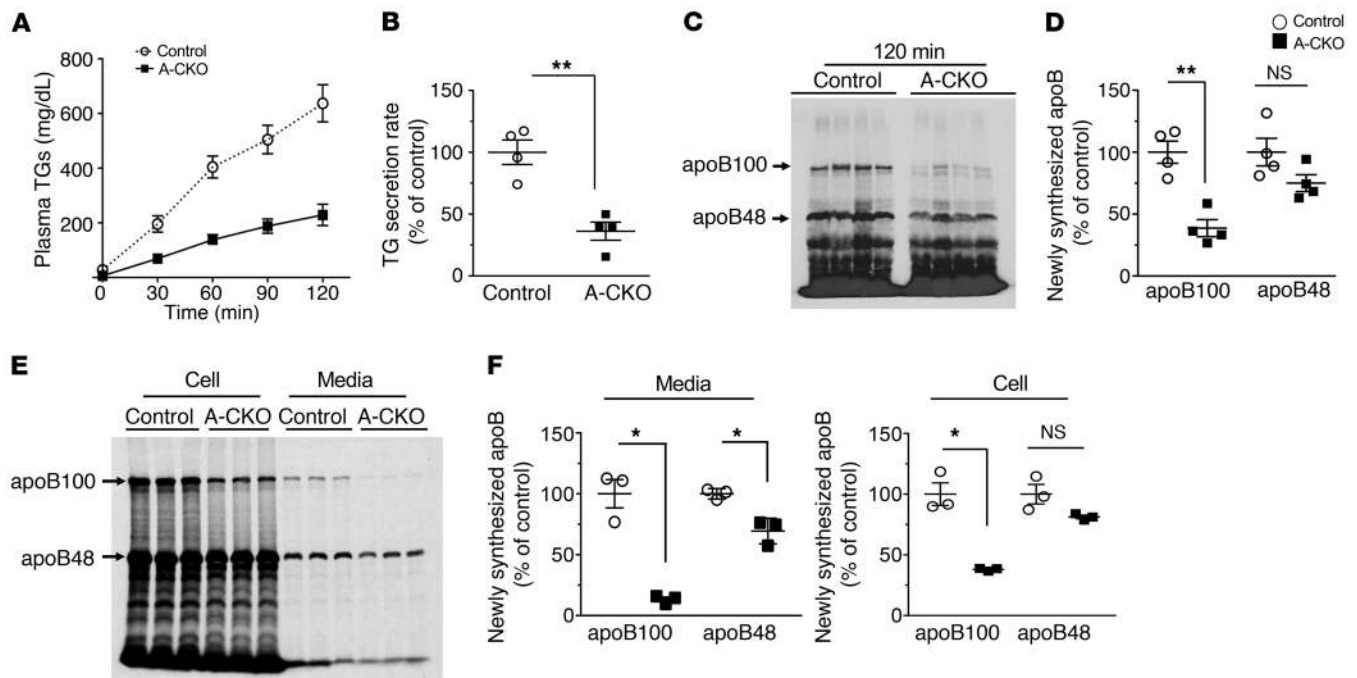 A
Control
A-CKO
Plasma TGs (mg/dL)
800
600
400
200
0 30 60 90 120
Time (min)
B
**
TG secretion rate
(% of control)
150
100
50
0
Control A-CKO
C
120 min
Control A-CKO
apoB100
apoB48
D
Control
A-CKO
** NS
Newly synthesized apoB
(% of control)
150
100
50
0
apoB100 apoB48
E
Cell Media
Control A-CKO Control A-CKO
apoB100
apoB48
F
Media
* *
Newly synthesized apoB
(% of control)
150
100
50
0
apoB100 apoB48
Cell
* NS
Newly synthesized apoB
(% of control)
150
100
50
0
apoB100 apoB48